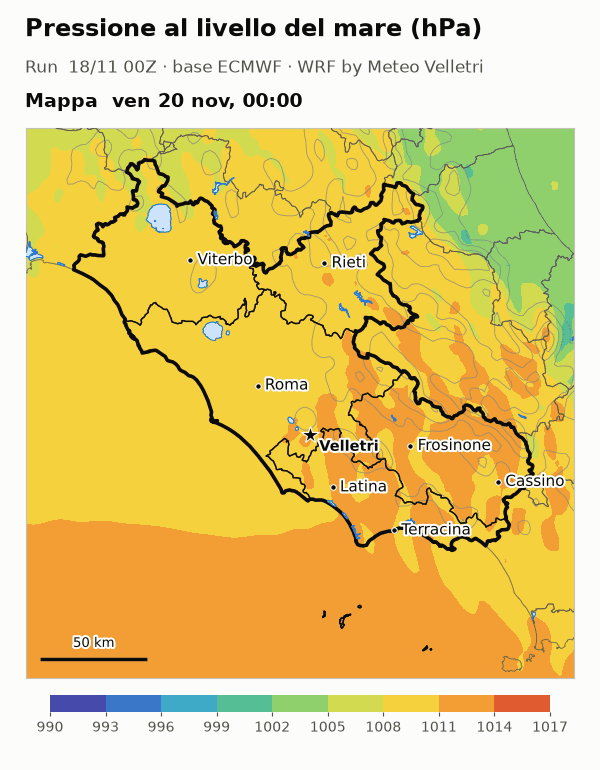 Pressione al livello del mare (hPa)
Run  18/11 00Z · base ECMWF · WRF by Meteo Velletri
Mappa  ven 20 nov, 00:00
Viterbo
Rieti
Roma
Velletri
Frosinone
Cassino
Latina
Terracina
50 km
990 993 996 999 1002 1005 1008 1011 1014 1017